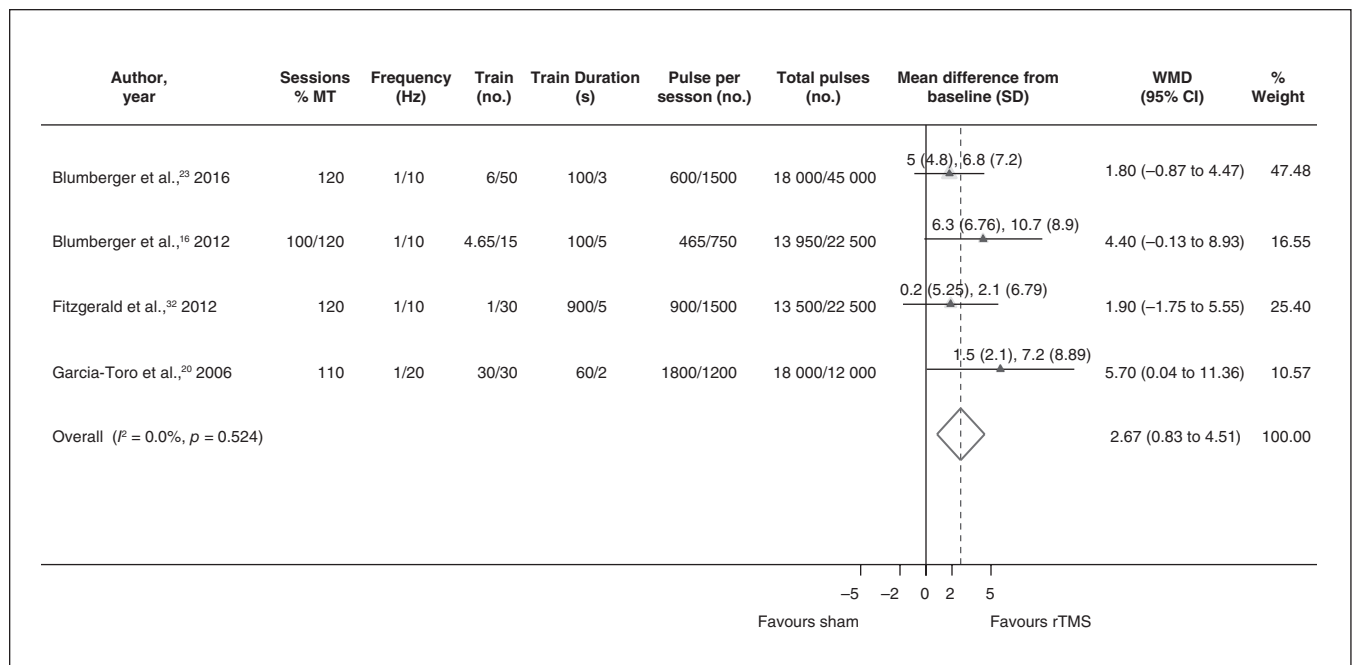 Author, year Sessions % MT Frequency (Hz) Train (no.) Train Duration (s) Pulse per sesson (no.) Total pulses (no.) Mean difference from baseline (SD) WMD (95% CI) % Weight
Blumberger et al.,²³ 2016 120 1/10 6/50 100/3 600/1500 18 000/45 000 5 (4.8), 6.8 (7.2) 1.80 (–0.87 to 4.47) 47.48
Blumberger et al.,¹⁶ 2012 100/120 1/10 4.65/15 100/5 465/750 13 950/22 500 6.3 (6.76), 10.7 (8.9) 4.40 (–0.13 to 8.93) 16.55
Fitzgerald et al.,³² 2012 120 1/10 1/30 900/5 900/1500 13 500/22 500 0.2 (5.25), 2.1 (6.79) 1.90 (–1.75 to 5.55) 25.40
Garcia-Toro et al.,²⁰ 2006 110 1/20 30/30 60/2 1800/1200 18 000/12 000 1.5 (2.1), 7.2 (8.89) 5.70 (0.04 to 11.36) 10.57
Overall (I² = 0.0%, p = 0.524) 2.67 (0.83 to 4.51) 100.00
–5 –2 0 2 5
Favours sham Favours rTMS